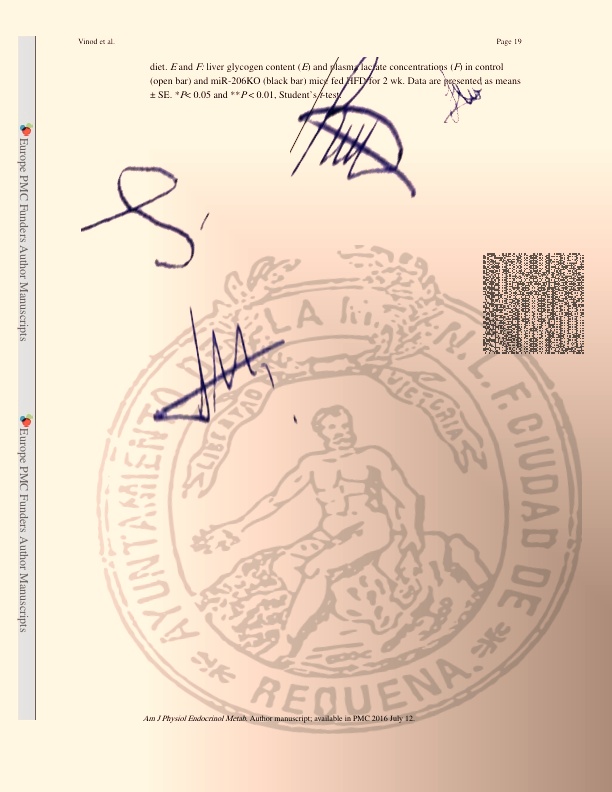 Vinod et al.
Page 19
diet. E and F: liver glycogen content (E) and plasma lactate concentrations (F) in control
(open bar) and miR-206KO (black bar) mice fed HFD for 2 wk. Data are presented as means
± SE. *P< 0.05 and **P < 0.01, Student's t-test.
Europe PMC Funders Author Manuscripts
Europe PMC Funders Author Manuscripts
AYUNTAMIENTO DE LA
N. L. F. CIUDAD DE
REQUENA.
LIBERTAD
VICTORIAS
Am J Physiol Endocrinol Metab. Author manuscript; available in PMC 2016 July 12.